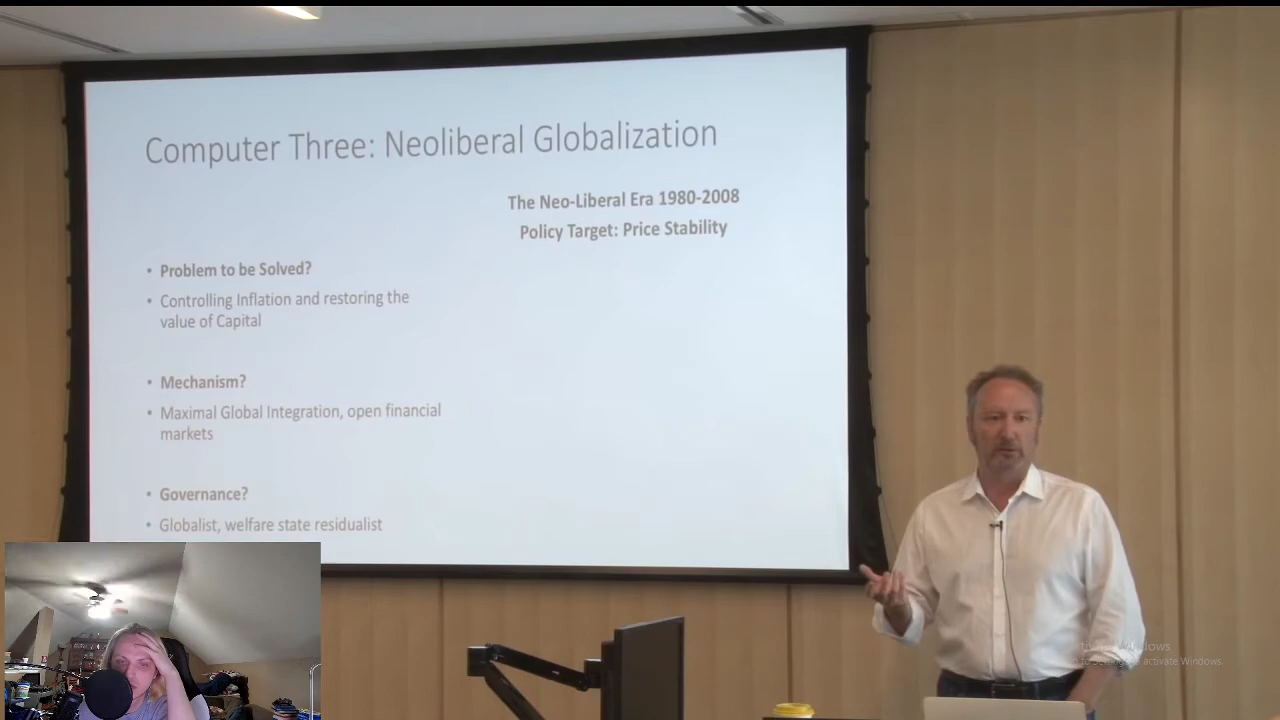 Computer Three: Neoliberal Globalization
The Neo-Liberal Era 1980-2008
Policy Target: Price Stability
• Problem to be Solved?
• Controlling Inflation and restoring the
value of Capital
• Mechanism?
• Maximal Global Integration, open financial
markets
• Governance?
• Globalist, welfare state residualist
activate Windows